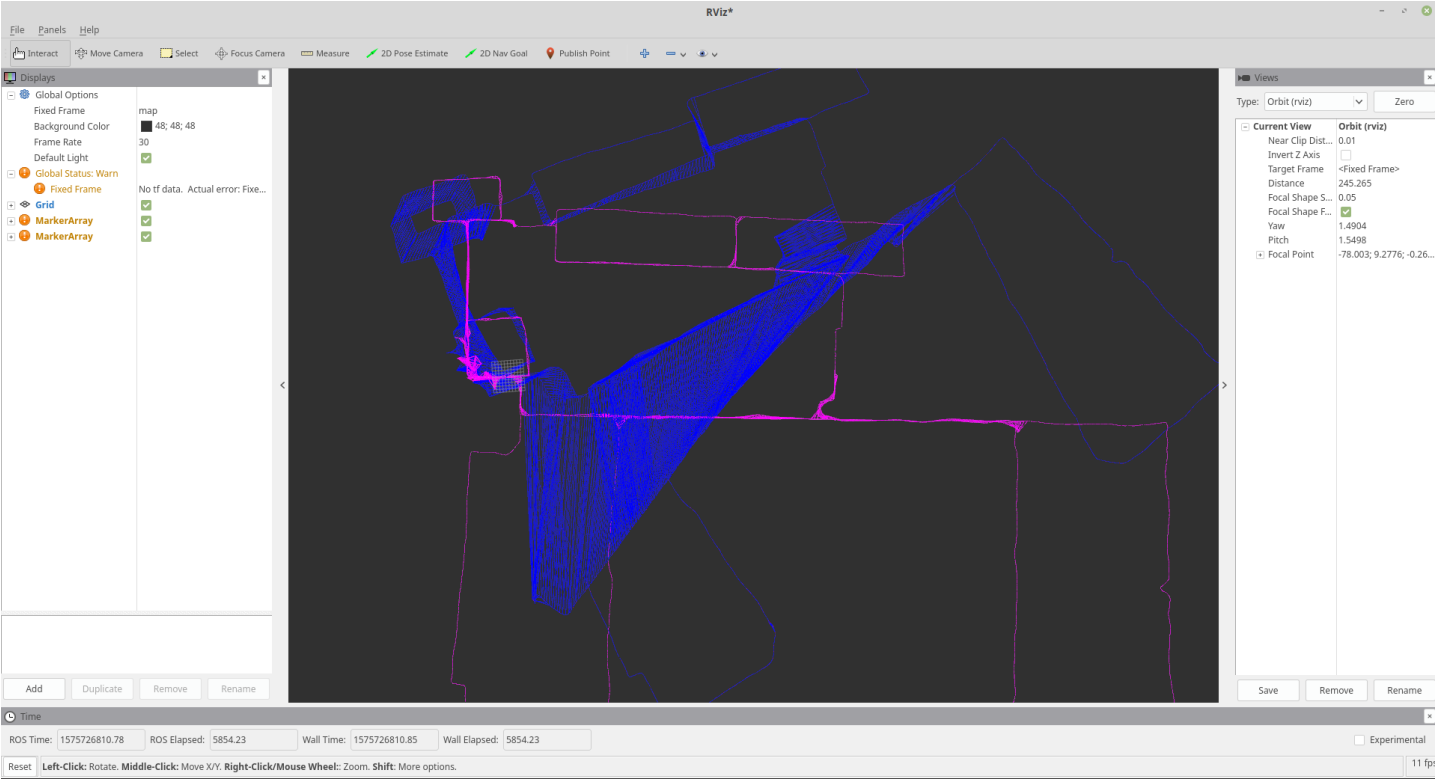 RViz*
File Panels Help
Interact Move Camera Select Focus Camera Measure 2D Pose Estimate 2D Nav Goal Publish Point
Displays
Global Options
Fixed Frame map
Background Color 48; 48; 48
Frame Rate 30
Default Light
Global Status: Warn
Fixed Frame No tf data. Actual error: Fixe...
Grid
MarkerArray
MarkerArray
Add Duplicate Remove Rename
Views
Type: Orbit (rviz) Zero
Current View Orbit (rviz)
Near Clip Dist... 0.01
Invert Z Axis
Target Frame <Fixed Frame>
Distance 245.265
Focal Shape S... 0.05
Focal Shape F...
Yaw 1.4904
Pitch 1.5498
Focal Point -78.003; 9.2776; -0.26...
Save Remove Rename
Time
ROS Time: 1575726810.78 ROS Elapsed: 5854.23 Wall Time: 1575726810.85 Wall Elapsed: 5854.23 Experimental
Reset Left-Click: Rotate. Middle-Click: Move X/Y. Right-Click/Mouse Wheel:: Zoom. Shift: More options. 11 fps